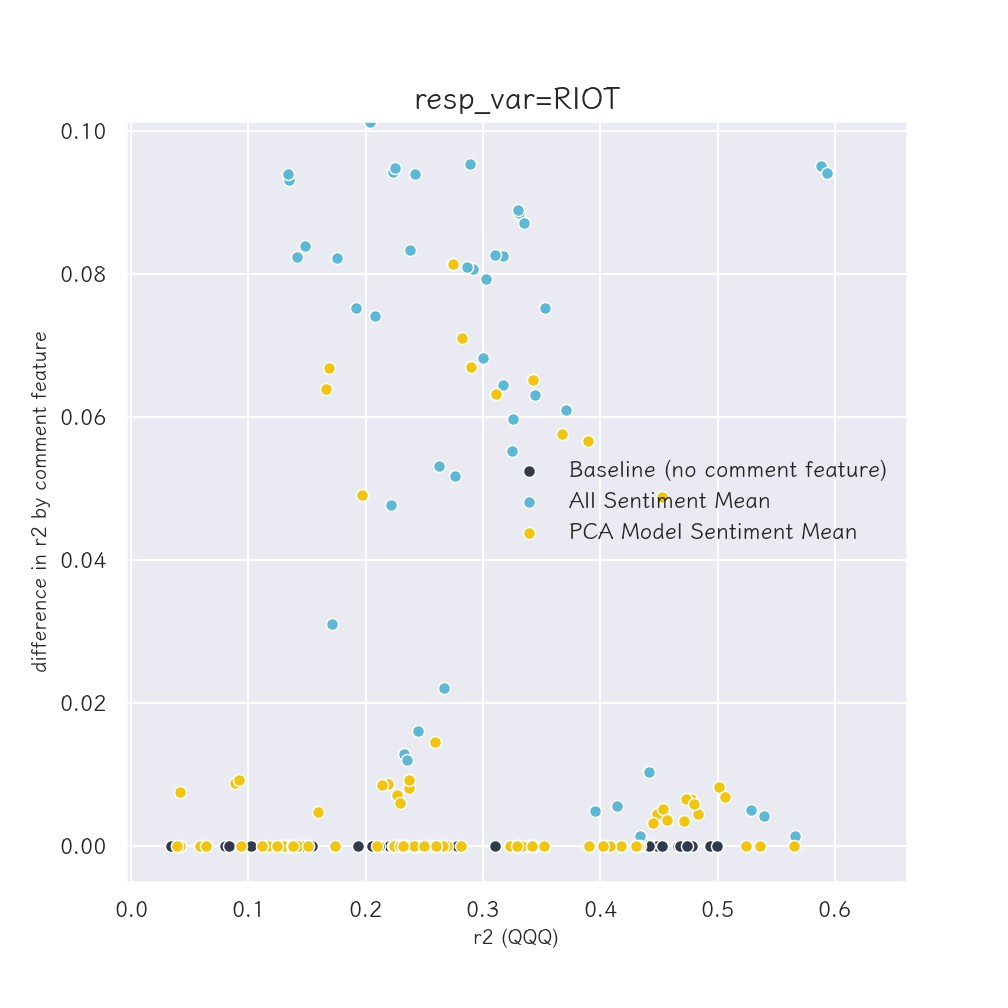 resp_var=RIOT
difference in r2 by comment feature
0.10
0.08
0.06
0.04
0.02
0.00
Baseline (no comment feature)
All Sentiment Mean
PCA Model Sentiment Mean
0.0 0.1 0.2 0.3 0.4 0.5 0.6
r2 (QQQ)